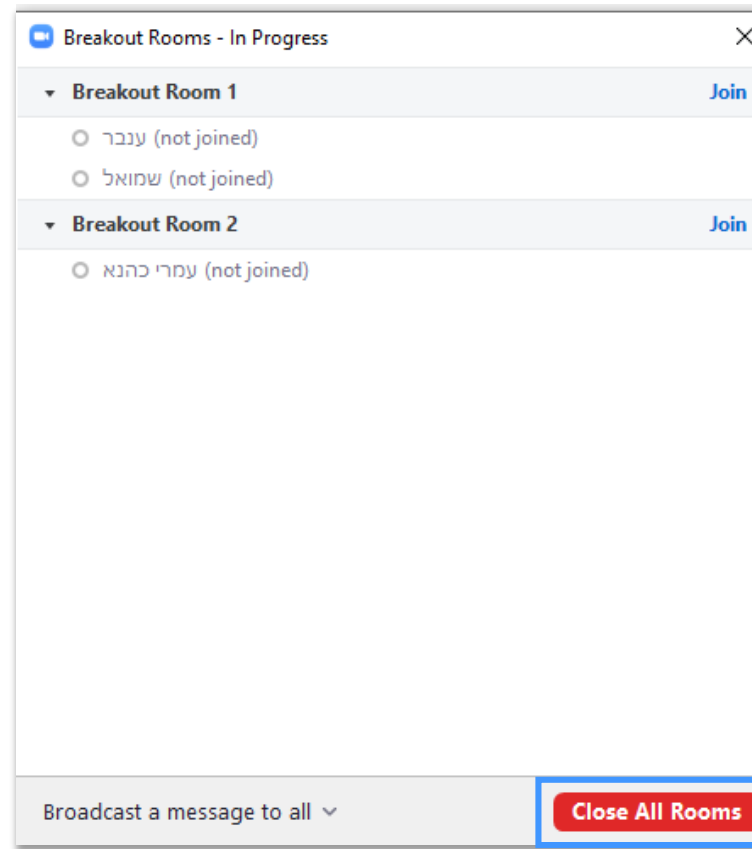 Breakout Rooms - In Progress
Breakout Room 1 Join
ענבר (not joined)
שמואל (not joined)
Breakout Room 2 Join
עמרי כהנא (not joined)
Broadcast a message to all Close All Rooms